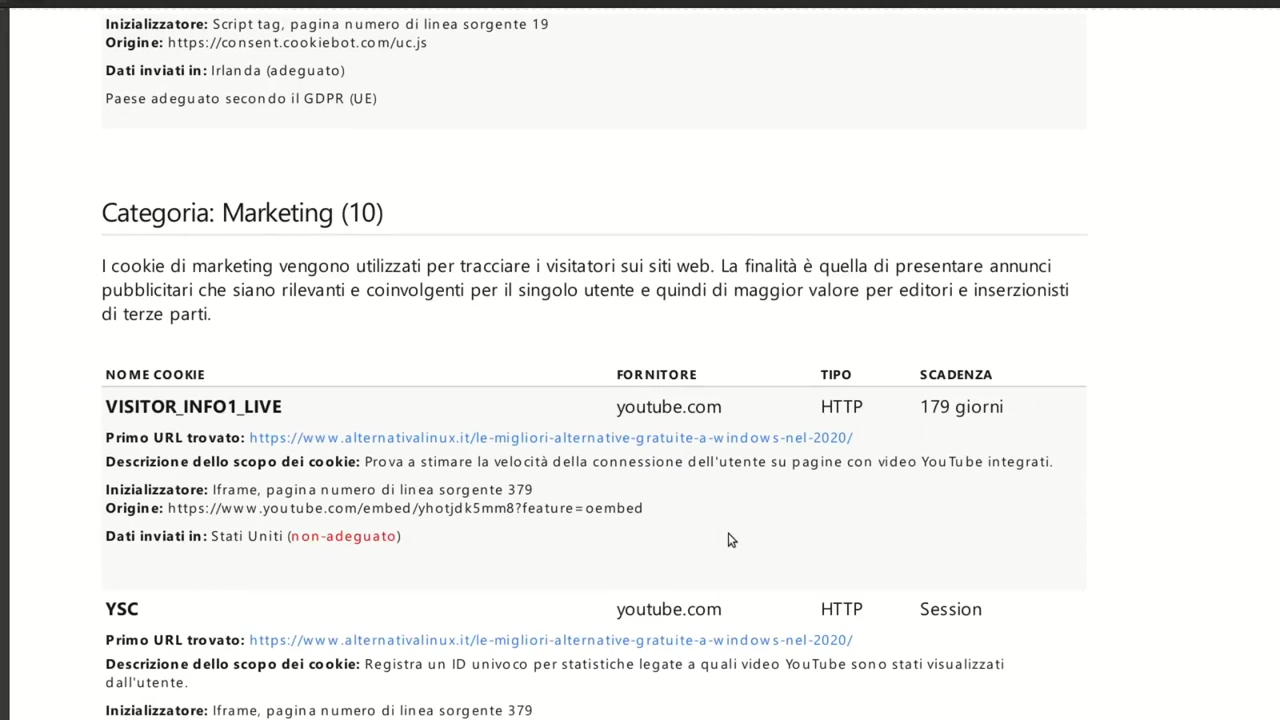 Inizializzatore: Script tag, pagina numero di linea sorgente 19
Origine: https://consent.cookiebot.com/uc.js
Dati inviati in: Irlanda (adeguato)
Paese adeguato secondo il GDPR (UE)
Categoria: Marketing (10)
I cookie di marketing vengono utilizzati per tracciare i visitatori sui siti web. La finalità è quella di presentare annunci
pubblicitari che siano rilevanti e coinvolgenti per il singolo utente e quindi di maggior valore per editori e inserzionisti
di terze parti.
NOME COOKIE FORNITORE TIPO SCADENZA
VISITOR_INFO1_LIVE youtube.com HTTP 179 giorni
Primo URL trovato: https://www.alternativalinux.it/le-migliori-alternative-gratuite-a-windows-nel-2020/
Descrizione dello scopo dei cookie: Prova a stimare la velocità della connessione dell'utente su pagine con video YouTube integrati.
Inizializzatore: Iframe, pagina numero di linea sorgente 379
Origine: https://www.youtube.com/embed/yhotjdk5mm8?feature=oembed
Dati inviati in: Stati Uniti (non-adeguato)
YSC youtube.com HTTP Session
Primo URL trovato: https://www.alternativalinux.it/le-migliori-alternative-gratuite-a-windows-nel-2020/
Descrizione dello scopo dei cookie: Registra un ID univoco per statistiche legate a quali video YouTube sono stati visualizzati
dall'utente.
Inizializzatore: Iframe, pagina numero di linea sorgente 379